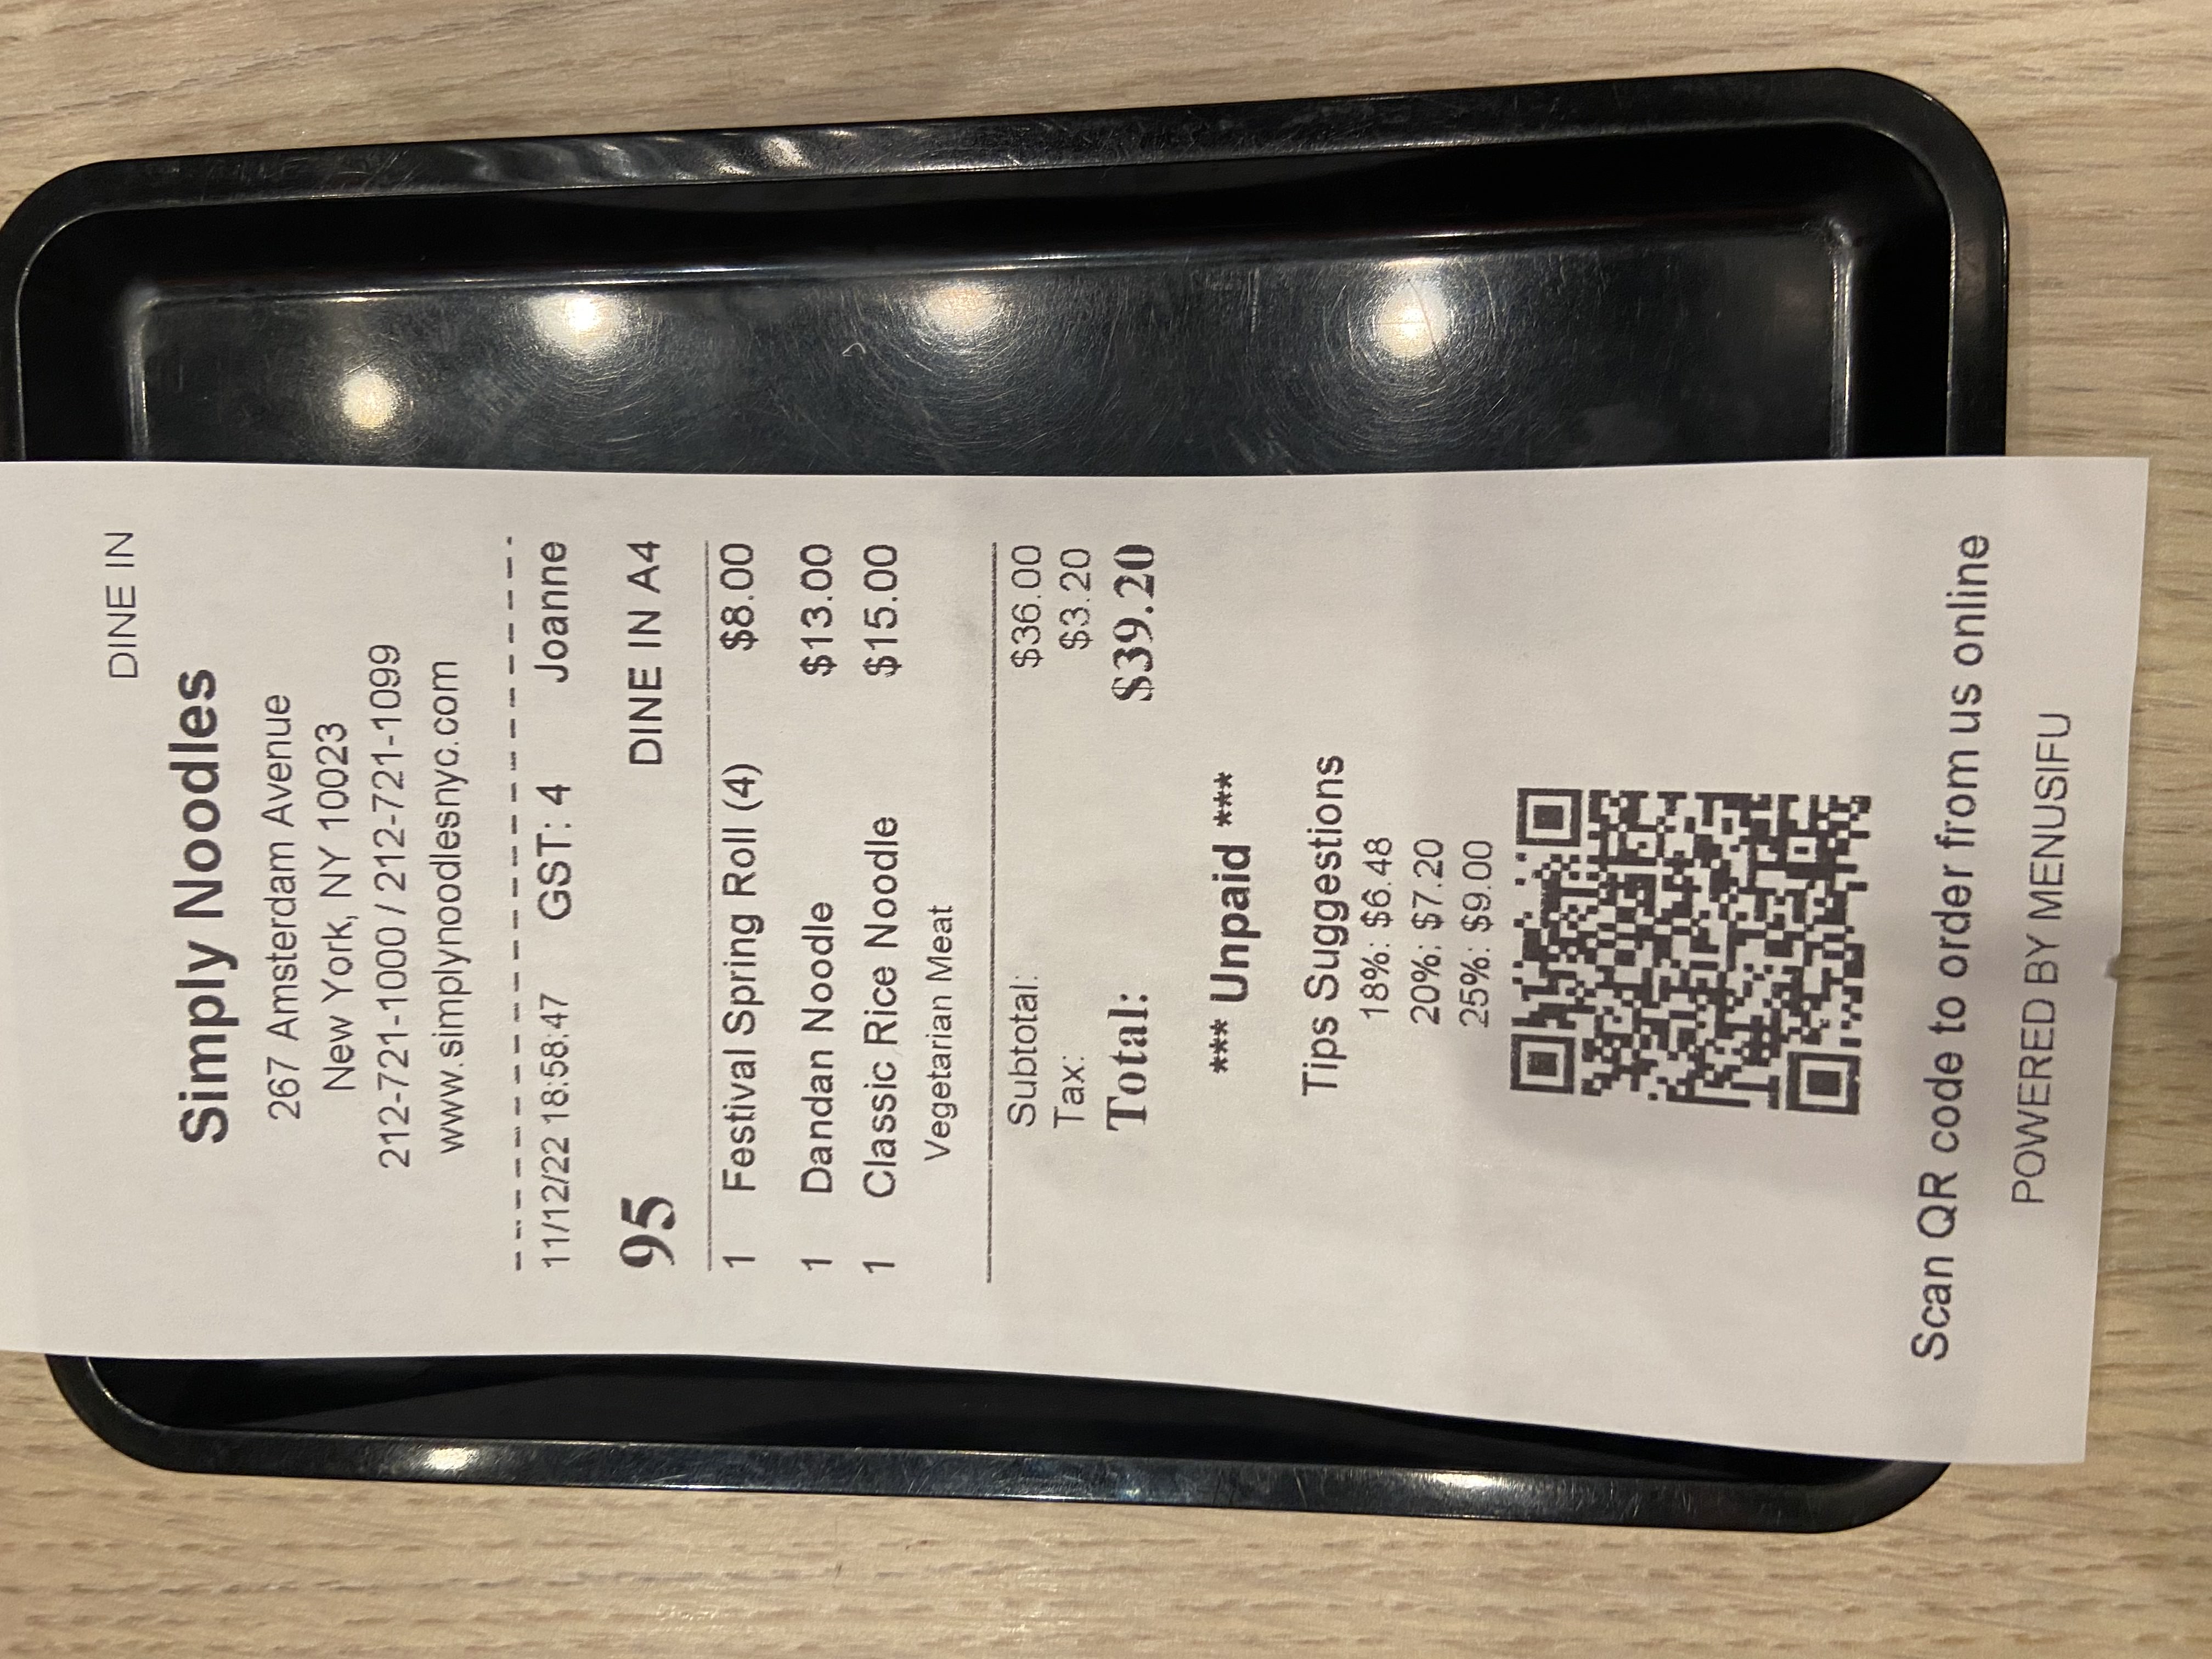 DINE IN
Simply Noodles
267 Amsterdam Avenue
New York, NY 10023
212-721-1000 / 212-721-1099
www.simplynoodlesnyc.com
11/12/22 18:58:47 GST: 4 Joanne
95 DINE IN A4
1 Festival Spring Roll (4) $8.00
1 Dandan Noodle $13.00
1 Classic Rice Noodle $15.00
Vegetarian Meat
Subtotal: $36.00
Tax: $3.20
Total: $39.20
*** Unpaid ***
Tips Suggestions
18%: $6.48
20%: $7.20
25%: $9.00
Scan QR code to order from us online
POWERED BY MENUSIFU